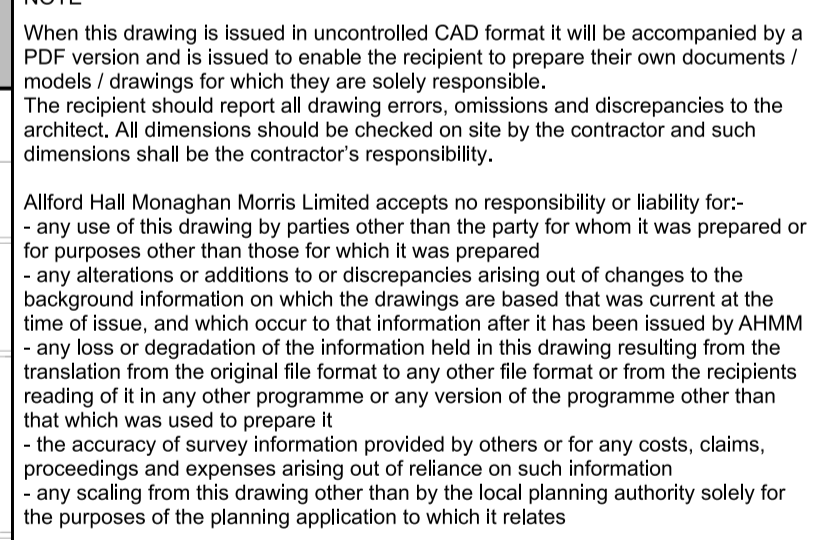 NOTE
When this drawing is issued in uncontrolled CAD format it will be accompanied by a
PDF version and is issued to enable the recipient to prepare their own documents /
models / drawings for which they are solely responsible.
The recipient should report all drawing errors, omissions and discrepancies to the
architect. All dimensions should be checked on site by the contractor and such
dimensions shall be the contractor's responsibility.
Allford Hall Monaghan Morris Limited accepts no responsibility or liability for:-
- any use of this drawing by parties other than the party for whom it was prepared or
for purposes other than those for which it was prepared
- any alterations or additions to or discrepancies arising out of changes to the
background information on which the drawings are based that was current at the
time of issue, and which occur to that information after it has been issued by AHMM
- any loss or degradation of the information held in this drawing resulting from the
translation from the original file format to any other file format or from the recipients
reading of it in any other programme or any version of the programme other than
that which was used to prepare it
- the accuracy of survey information provided by others or for any costs, claims,
proceedings and expenses arising out of reliance on such information
- any scaling from this drawing other than by the local planning authority solely for
the purposes of the planning application to which it relates